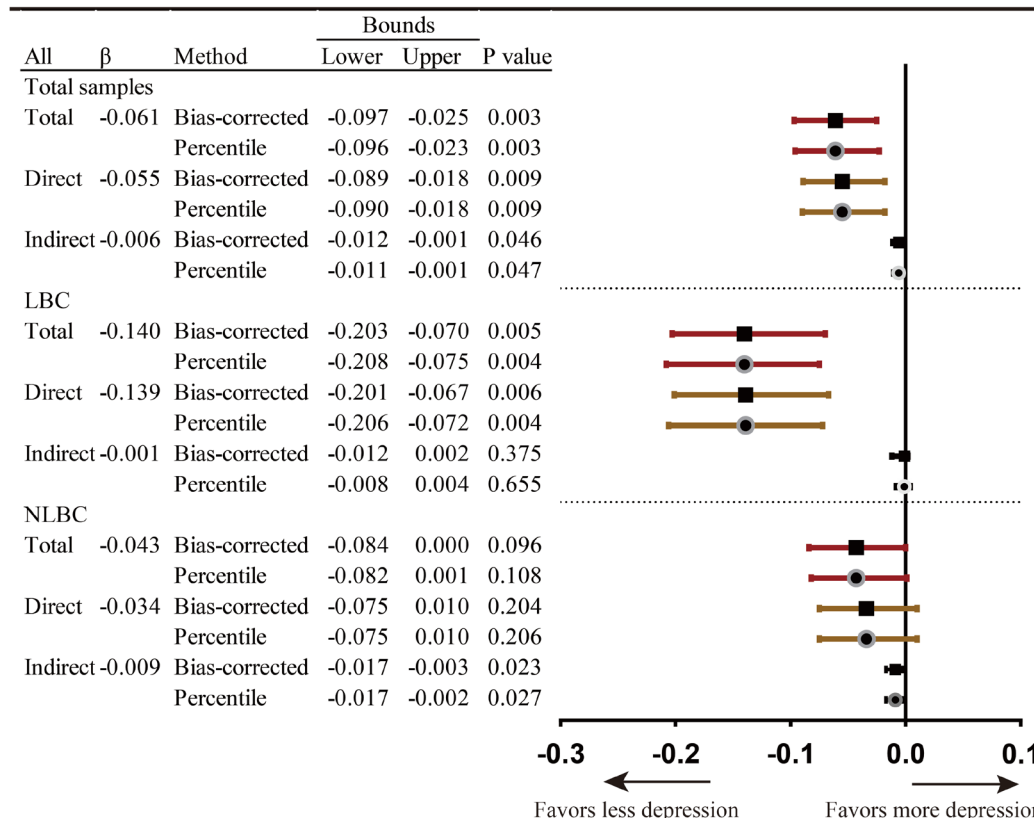 Bounds
All β Method Lower Upper P value
Total samples
Total -0.061 Bias-corrected -0.097 -0.025 0.003
Percentile -0.096 -0.023 0.003
Direct -0.055 Bias-corrected -0.089 -0.018 0.009
Percentile -0.090 -0.018 0.009
Indirect -0.006 Bias-corrected -0.012 -0.001 0.046
Percentile -0.011 -0.001 0.047
LBC
Total -0.140 Bias-corrected -0.203 -0.070 0.005
Percentile -0.208 -0.075 0.004
Direct -0.139 Bias-corrected -0.201 -0.067 0.006
Percentile -0.206 -0.072 0.004
Indirect -0.001 Bias-corrected -0.012 0.002 0.375
Percentile -0.008 0.004 0.655
NLBC
Total -0.043 Bias-corrected -0.084 0.000 0.096
Percentile -0.082 0.001 0.108
Direct -0.034 Bias-corrected -0.075 0.010 0.204
Percentile -0.075 0.010 0.206
Indirect -0.009 Bias-corrected -0.017 -0.003 0.023
Percentile -0.017 -0.002 0.027
-0.3 -0.2 -0.1 0.0 0.1
Favors less depression Favors more depression